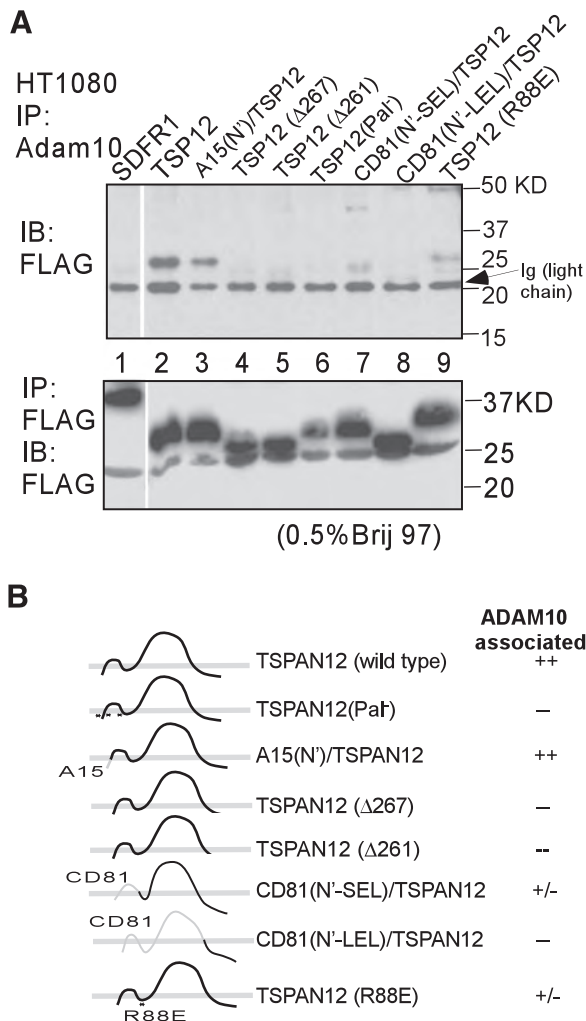 A
HT1080
IP:
Adam10
SDFR1
TSP12
A15(N')/TSP12
TSP12 (Δ267)
TSP12 (Δ261)
TSP12(Pal-)
CD81(N'-SEL)/TSP12
CD81(N'-LEL)/TSP12
TSP12 (R88E)
50 KD
37
25
20
15
IB:
FLAG
Ig (light
chain)
1 2 3 4 5 6 7 8 9
IP:
FLAG
IB:
FLAG
37KD
25
20
(0.5%Brij 97)
B
ADAM10
associated
TSPAN12 (wild type) ++
TSPAN12(Pal-) –
A15 A15(N')/TSPAN12 ++
TSPAN12 (Δ267) –
TSPAN12 (Δ261) --
CD81 CD81(N'-SEL)/TSPAN12 +/-
CD81 CD81(N'-LEL)/TSPAN12 –
TSPAN12 (R88E) +/-
R88E